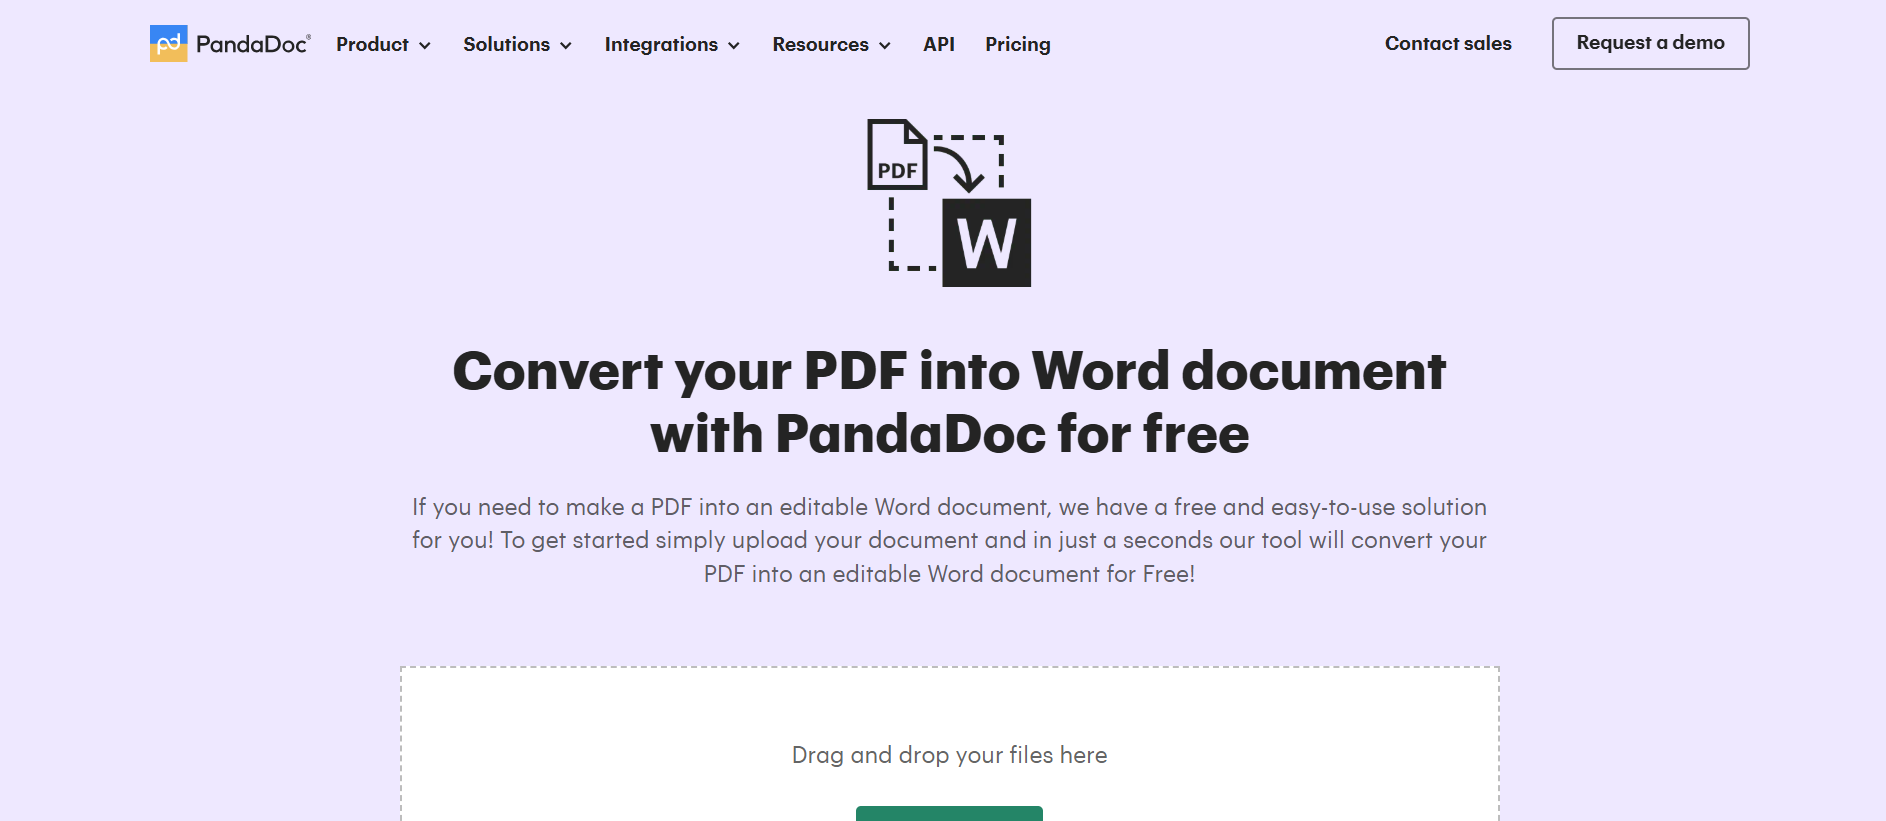 pd PandaDoc® Product Solutions Integrations Resources API Pricing Contact sales Request a demo
PDF
W
Convert your PDF into Word document
with PandaDoc for free
If you need to make a PDF into an editable Word document, we have a free and easy-to-use solution
for you! To get started simply upload your document and in just a seconds our tool will convert your
PDF into an editable Word document for Free!
Drag and drop your files here